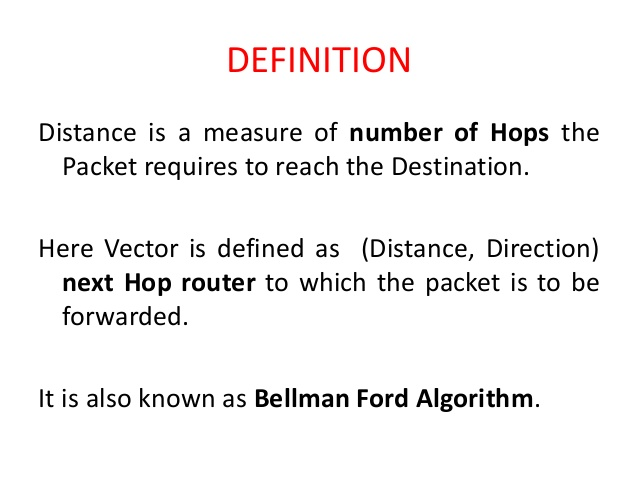 DEFINITION
Distance is a measure of number of Hops the
Packet requires to reach the Destination.
Here Vector is defined as (Distance, Direction)
next Hop router to which the packet is to be
forwarded.
It is also known as Bellman Ford Algorithm.